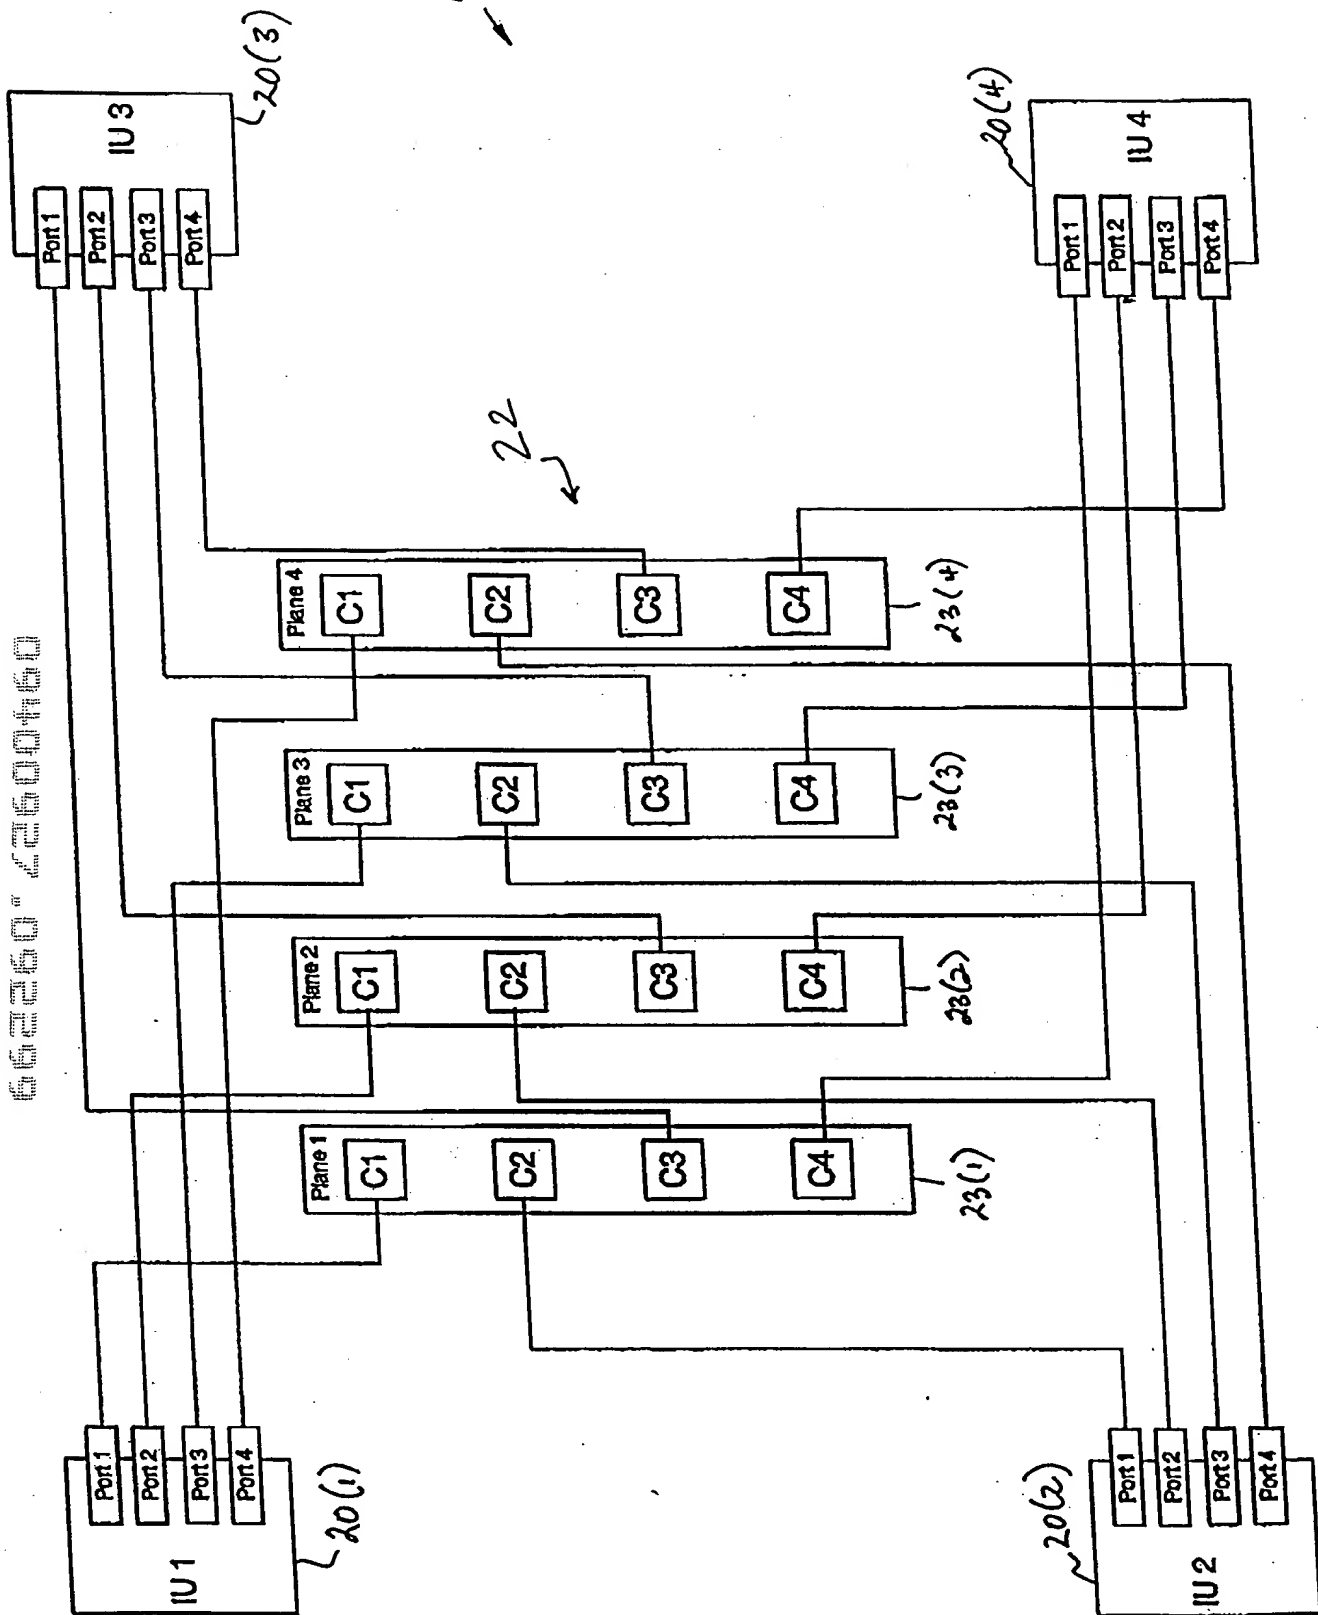 IU 1
Port 1
Port 2
Port 3
Port 4
20(1)
IU 3
Port 1
Port 2
Port 3
Port 4
20(3)
Plane 1
C1
C2
C3
C4
23(1)
Plane 2
C1
C2
C3
C4
23(2)
Plane 3
C1
C2
C3
C4
23(3)
Plane 4
C1
C2
C3
C4
23(4)
22
IU 2
Port 1
Port 2
Port 3
Port 4
20(2)
IU 4
Port 1
Port 2
Port 3
Port 4
20(4)